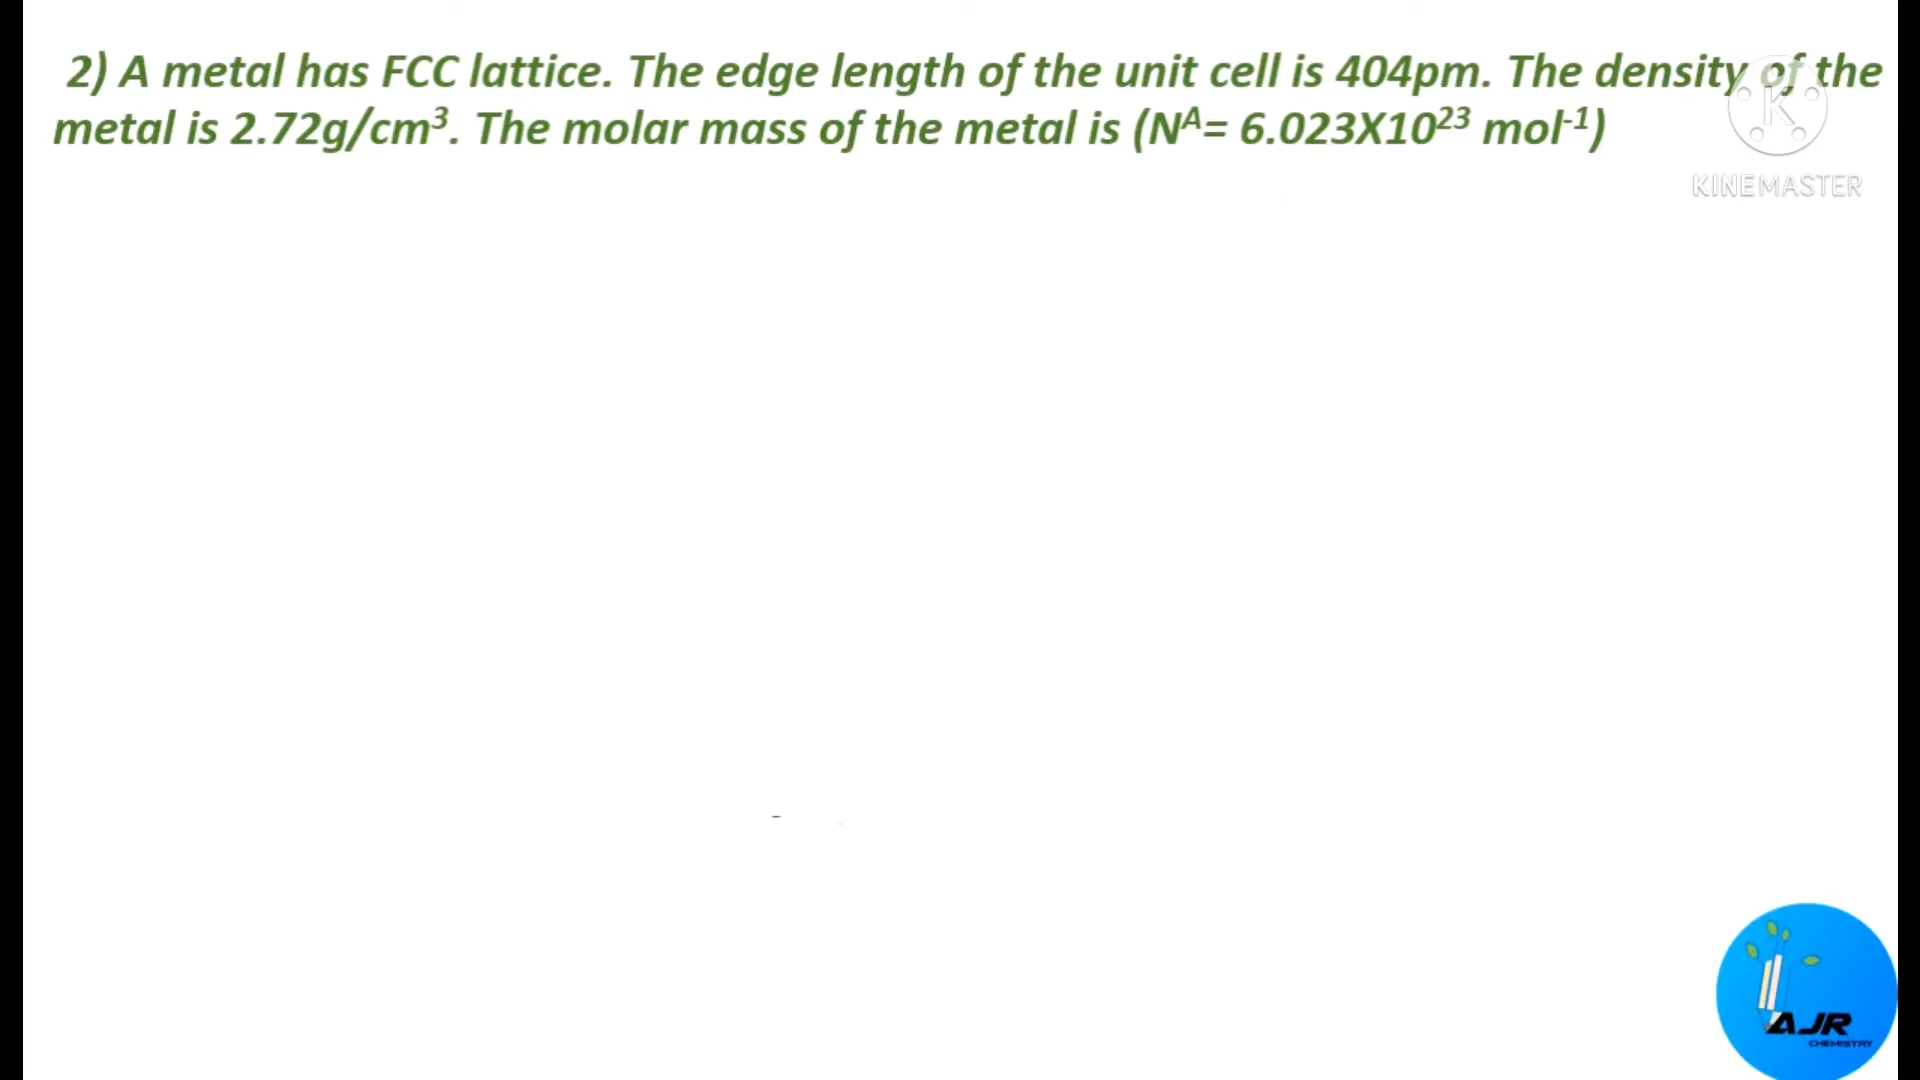 2) A metal has FCC lattice. The edge length of the unit cell is 404pm. The density of the
metal is 2.72g/cm³. The molar mass of the metal is (Nᴬ= 6.023X10²³ mol⁻¹)
K
KINEMASTER
AJR
CHEMISTRY